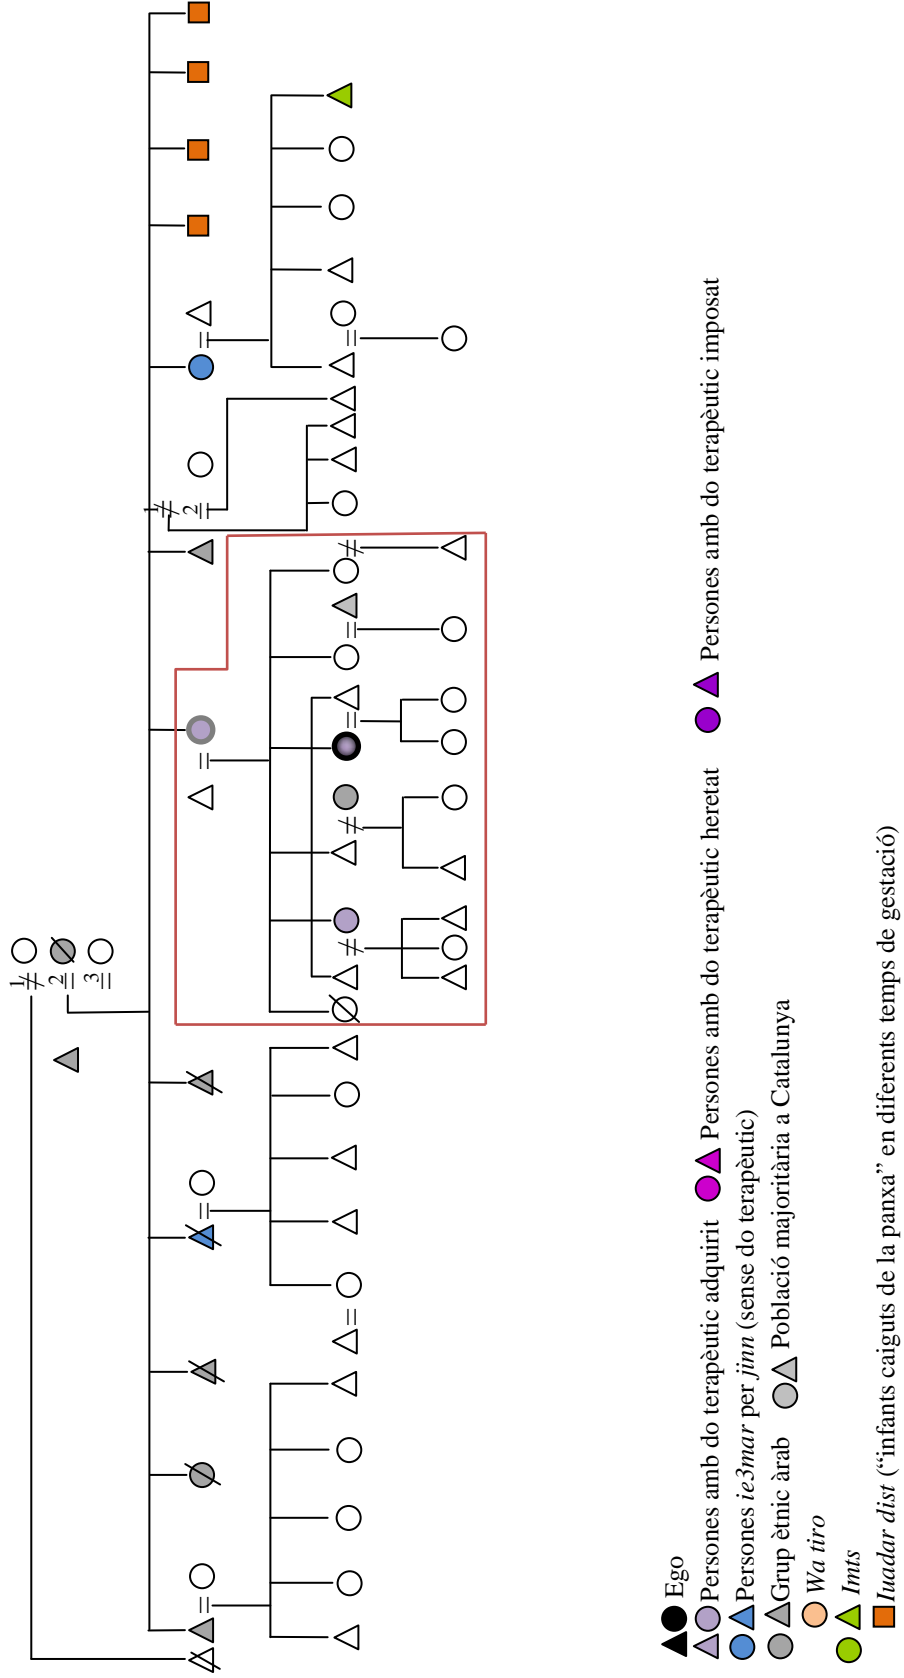 1
2
3
2
Ego
Persones amb do terapèutic adquirit Persones amb do terapèutic heretat Persones amb do terapèutic imposat
Persones ie3mar per jinn (sense do terapèutic)
Grup ètnic àrab Població majoritària a Catalunya
Wa tiro
Imts
Iuadar dist (“infants caiguts de la panxa” en diferents temps de gestació)